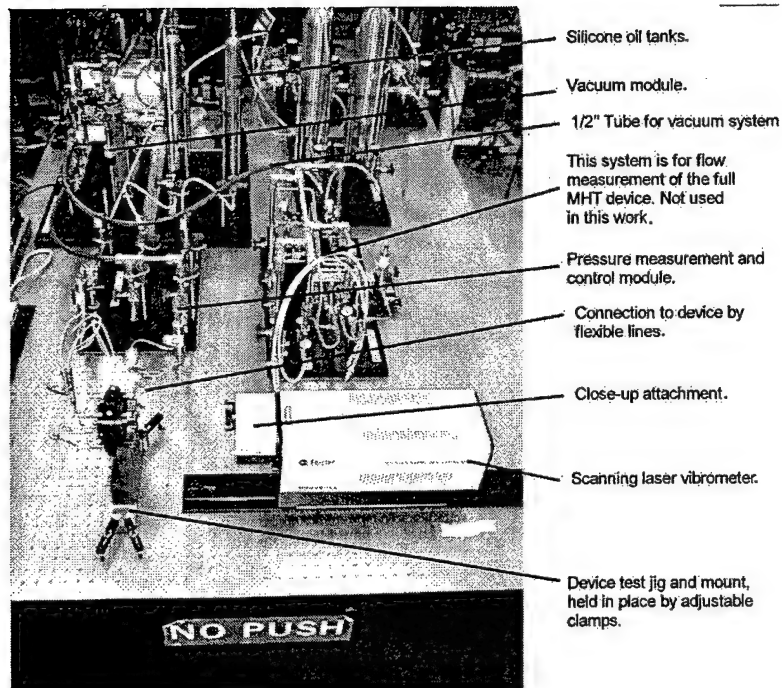 Silicone oil tanks.
Vacuum module.
1/2" Tube for vacuum system
This system is for flow
measurement of the full
MHT device. Not used
in this work.
Pressure measurement and
control module.
Connection to device by
flexible lines.
Close-up attachment.
Scanning laser vibrometer.
Device test jig and mount,
held in place by adjustable
clamps.
NO PUSH